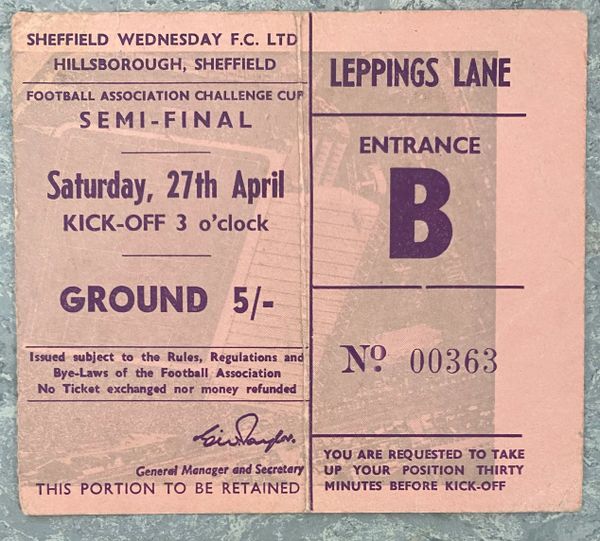 SHEFFIELD WEDNESDAY F.C. LTD
HILLSBOROUGH, SHEFFIELD
FOOTBALL ASSOCIATION CHALLENGE CUP
SEMI-FINAL
Saturday, 27th April
KICK-OFF 3 o'clock
GROUND 5/-
Issued subject to the Rules, Regulations and
Bye-Laws of the Football Association
No Ticket exchanged nor money refunded
Eric Taylor.
General Manager and Secretary
THIS PORTION TO BE RETAINED
LEPPINGS LANE
ENTRANCE
B
No. 00363
YOU ARE REQUESTED TO TAKE
UP YOUR POSITION THIRTY
MINUTES BEFORE KICK-OFF